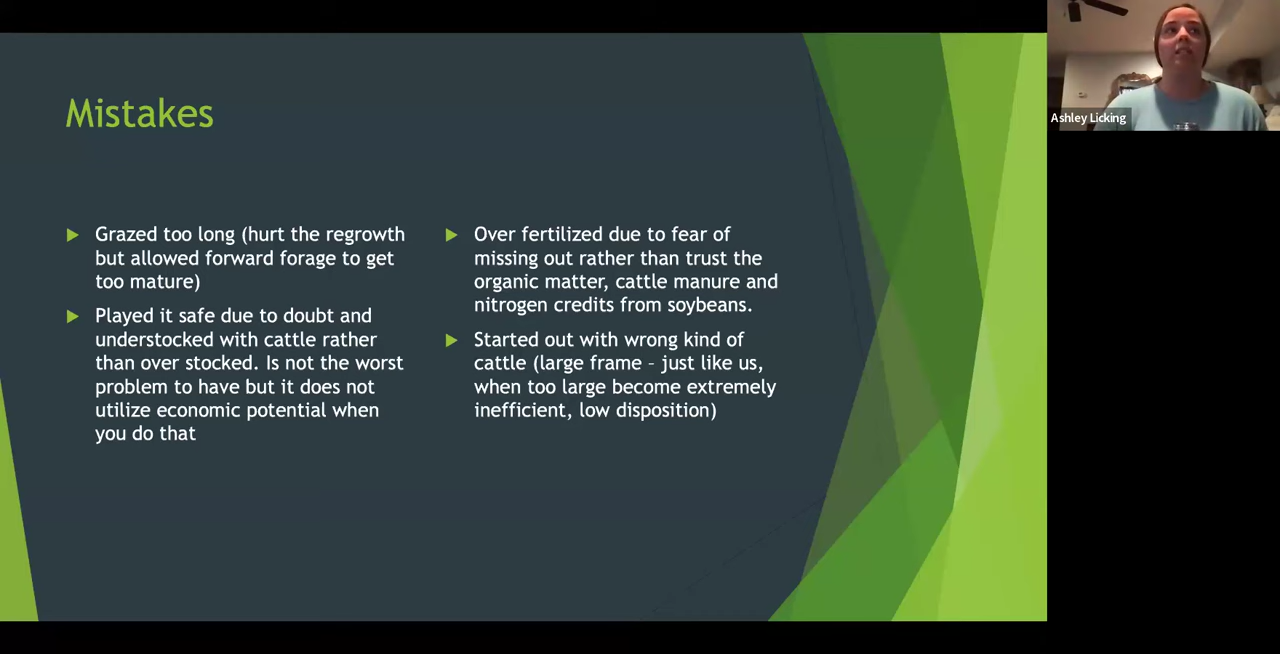 Mistakes
Grazed too long (hurt the regrowth
but allowed forward forage to get
too mature)
Played it safe due to doubt and
understocked with cattle rather
than over stocked. Is not the worst
problem to have but it does not
utilize economic potential when
you do that
Over fertilized due to fear of
missing out rather than trust the
organic matter, cattle manure and
nitrogen credits from soybeans.
Started out with wrong kind of
cattle (large frame – just like us,
when too large become extremely
inefficient, low disposition)
Ashley Licking